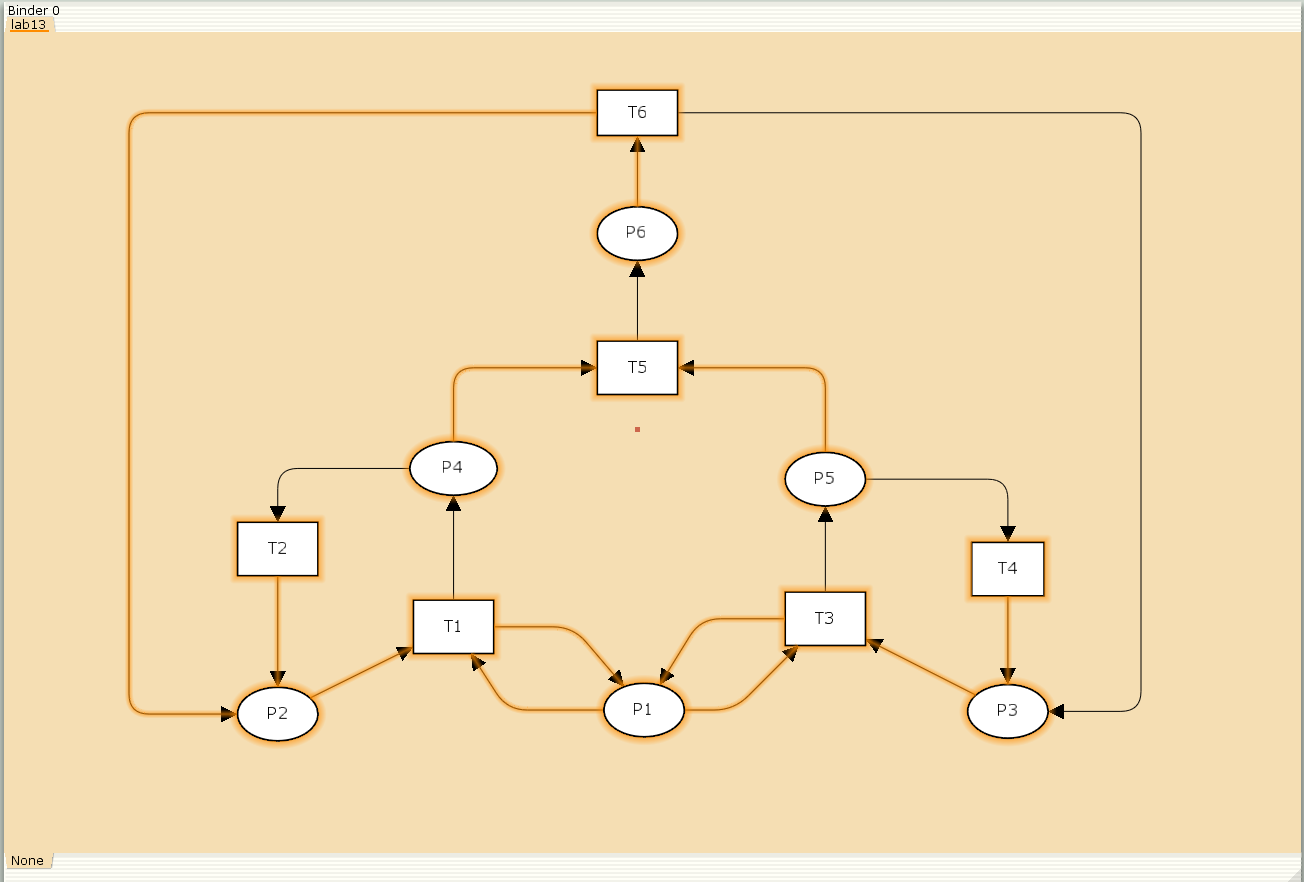 Binder 0
lab13
T6
P6
T5
P4
P5
T2
T4
T1
T3
P2
P1
P3
None